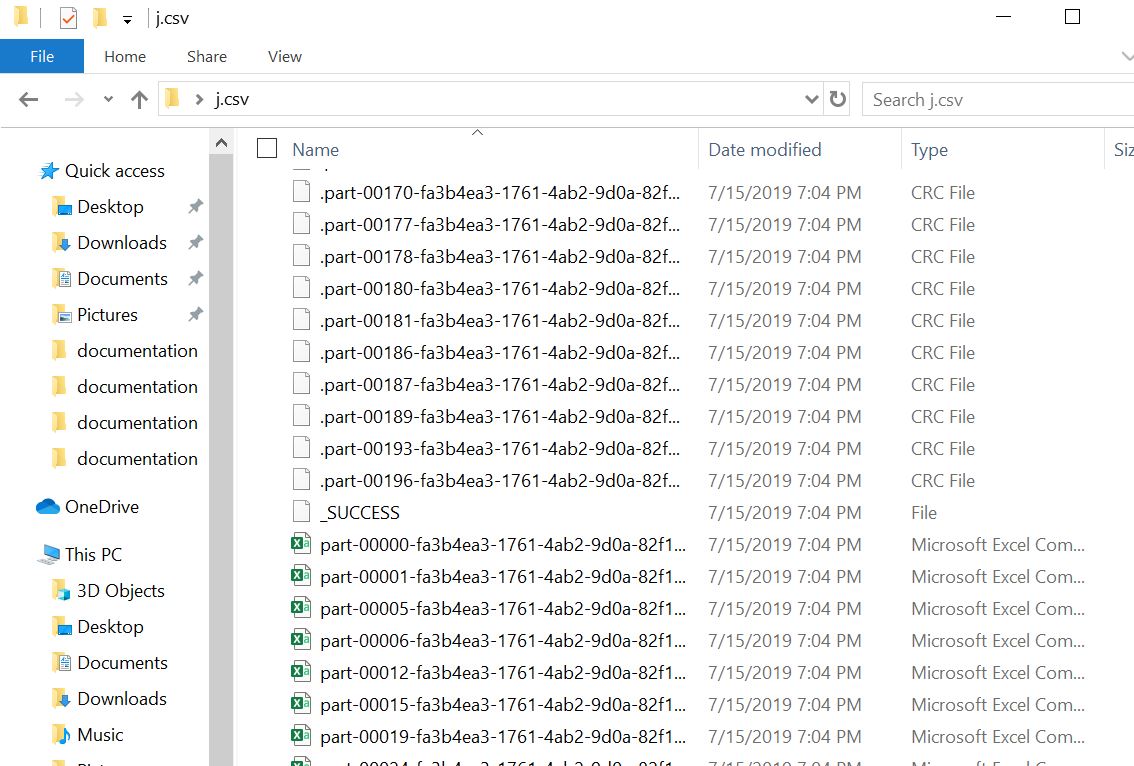 j.csv
File Home Share View
j.csv Search j.csv
Name Date modified Type Siz
Quick access
Desktop
Downloads
Documents
Pictures
documentation
documentation
documentation
documentation
OneDrive
This PC
3D Objects
Desktop
Documents
Downloads
Music
.part-00170-fa3b4ea3-1761-4ab2-9d0a-82f... 7/15/2019 7:04 PM CRC File
.part-00177-fa3b4ea3-1761-4ab2-9d0a-82f... 7/15/2019 7:04 PM CRC File
.part-00178-fa3b4ea3-1761-4ab2-9d0a-82f... 7/15/2019 7:04 PM CRC File
.part-00180-fa3b4ea3-1761-4ab2-9d0a-82f... 7/15/2019 7:04 PM CRC File
.part-00181-fa3b4ea3-1761-4ab2-9d0a-82f... 7/15/2019 7:04 PM CRC File
.part-00186-fa3b4ea3-1761-4ab2-9d0a-82f... 7/15/2019 7:04 PM CRC File
.part-00187-fa3b4ea3-1761-4ab2-9d0a-82f... 7/15/2019 7:04 PM CRC File
.part-00189-fa3b4ea3-1761-4ab2-9d0a-82f... 7/15/2019 7:04 PM CRC File
.part-00193-fa3b4ea3-1761-4ab2-9d0a-82f... 7/15/2019 7:04 PM CRC File
.part-00196-fa3b4ea3-1761-4ab2-9d0a-82f... 7/15/2019 7:04 PM CRC File
_SUCCESS 7/15/2019 7:04 PM File
part-00000-fa3b4ea3-1761-4ab2-9d0a-82f1... 7/15/2019 7:04 PM Microsoft Excel Com...
part-00001-fa3b4ea3-1761-4ab2-9d0a-82f1... 7/15/2019 7:04 PM Microsoft Excel Com...
part-00005-fa3b4ea3-1761-4ab2-9d0a-82f1... 7/15/2019 7:04 PM Microsoft Excel Com...
part-00006-fa3b4ea3-1761-4ab2-9d0a-82f1... 7/15/2019 7:04 PM Microsoft Excel Com...
part-00012-fa3b4ea3-1761-4ab2-9d0a-82f1... 7/15/2019 7:04 PM Microsoft Excel Com...
part-00015-fa3b4ea3-1761-4ab2-9d0a-82f1... 7/15/2019 7:04 PM Microsoft Excel Com...
part-00019-fa3b4ea3-1761-4ab2-9d0a-82f1... 7/15/2019 7:04 PM Microsoft Excel Com...